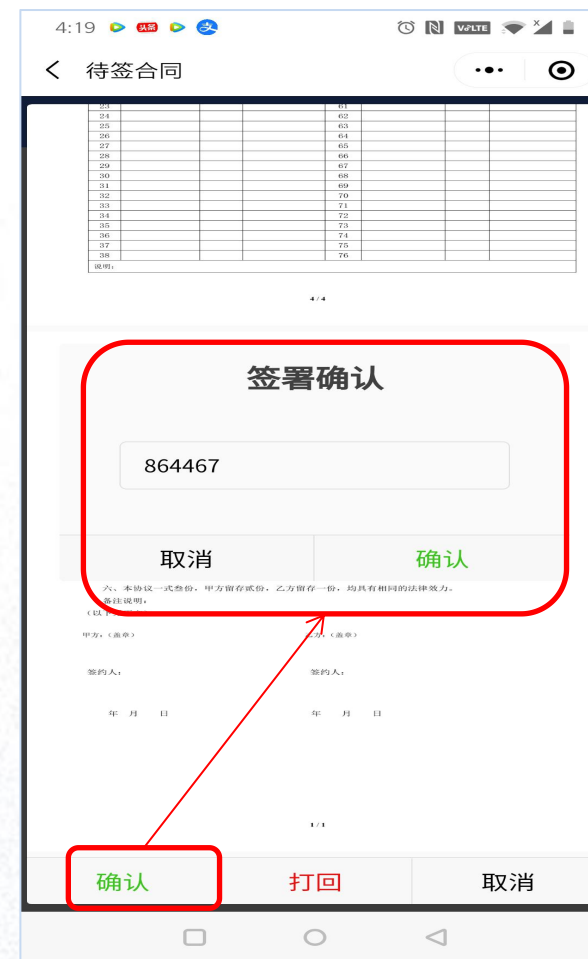 4:19 头条 VoLTE
待签合同
23 61
24 62
25 63
26 64
27 65
28 66
29 67
30 68
31 69
32 70
33 71
34 72
35 73
36 74
37 75
38 76
说明:
4/4
签署确认
864467
取消 确认
六、本协议一式叁份,甲方留存贰份,乙方留存一份,均具有相同的法律效力。
备注说明:
(以下
甲方:(盖章) 乙方:(盖章)
签约人: 签约人:
年 月 日 年 月 日
1/1
确认 打回 取消